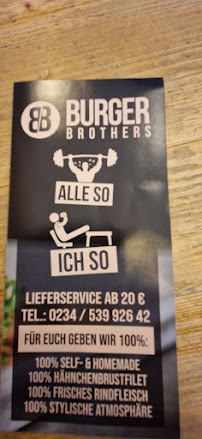 BB BURGER
BROTHERS
ALLE SO
ICH SO
LIEFERSERVICE AB 20 €
TEL.: 0234 / 539 926 42
FÜR EUCH GEBEN WIR 100%:
100% SELF- & HOMEMADE
100% HÄHNCHENBRUSTFILET
100% FRISCHES RINDFLEISCH
100% STYLISCHE ATMOSPHÄRE